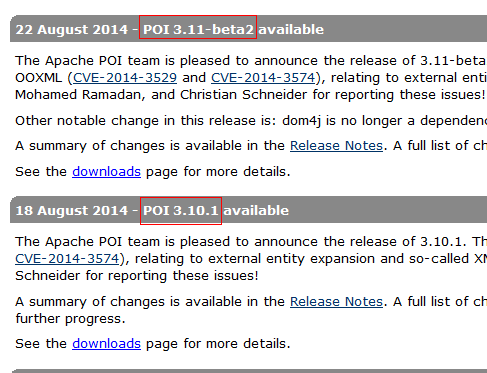 22 August 2014 - POI 3.11-beta2 available
The Apache POI team is pleased to announce the release of 3.11-beta
OOXML (CVE-2014-3529 and CVE-2014-3574), relating to external enti
Mohamed Ramadan, and Christian Schneider for reporting these issues!
Other notable change in this release is: dom4j is no longer a dependenc
A summary of changes is available in the Release Notes. A full list of ch
See the downloads page for more details.
18 August 2014 - POI 3.10.1 available
The Apache POI team is pleased to announce the release of 3.10.1. Th
CVE-2014-3574), relating to external entity expansion and so-called XM
Schneider for reporting these issues!
A summary of changes is available in the Release Notes. A full list of ch
further progress.
See the downloads page for more details.